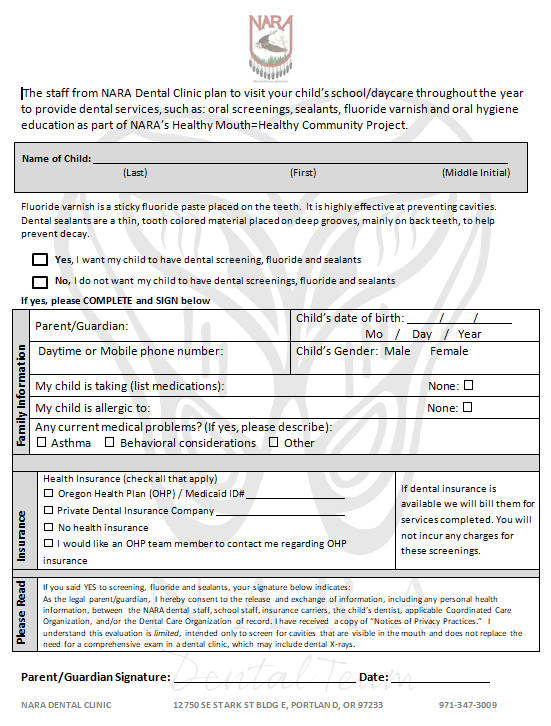 NARA
The staff from NARA Dental Clinic plan to visit your child's school/daycare throughout the year
to provide dental services, such as: oral screenings, sealants, fluoride varnish and oral hygiene
education as part of NARA's Healthy Mouth=Healthy Community Project.
Name of Child:
(Last) (First) (Middle Initial)
Fluoride varnish is a sticky fluoride paste placed on the teeth. It is highly effective at preventing cavities.
Dental sealants are a thin, tooth colored material placed on deep grooves, mainly on back teeth, to help
prevent decay.
Yes, I want my child to have dental screening, fluoride and sealants
No, I do not want my child to have dental screenings, fluoride and sealants
If yes, please COMPLETE and SIGN below
Family Information
Parent/Guardian:
Child's date of birth: ____/____/____
Mo / Day / Year
Daytime or Mobile phone number:
Child's Gender: Male Female
My child is taking (list medications): None:
My child is allergic to: None:
Any current medical problems? (If yes, please describe):
Asthma Behavioral considerations Other
Insurance
Health Insurance (check all that apply)
Oregon Health Plan (OHP) / Medicaid ID#
Private Dental Insurance Company
No health insurance
I would like an OHP team member to contact me regarding OHP
insurance
If dental insurance is
available we will bill them for
services completed. You will
not incur any charges for
these screenings.
Please Read
If you said YES to screening, fluoride and sealants, your signature below indicates:
As the legal parent/guardian, I hereby consent to the release and exchange of information, including any personal health
information, between the NARA dental staff, school staff, insurance carriers, the child's dentist, applicable Coordinated Care
Organization, and/or the Dental Care Organization of record. I have received a copy of "Notices of Privacy Practices." I
understand this evaluation is limited, intended only to screen for cavities that are visible in the mouth and does not replace the
need for a comprehensive exam in a dental clinic, which may include dental X-rays.
NARA
Dental Team
Parent/Guardian Signature: Date:
NARA DENTAL CLINIC 12750 SE STARK ST BLDG E, PORTLAND, OR 97233 971-347-3009